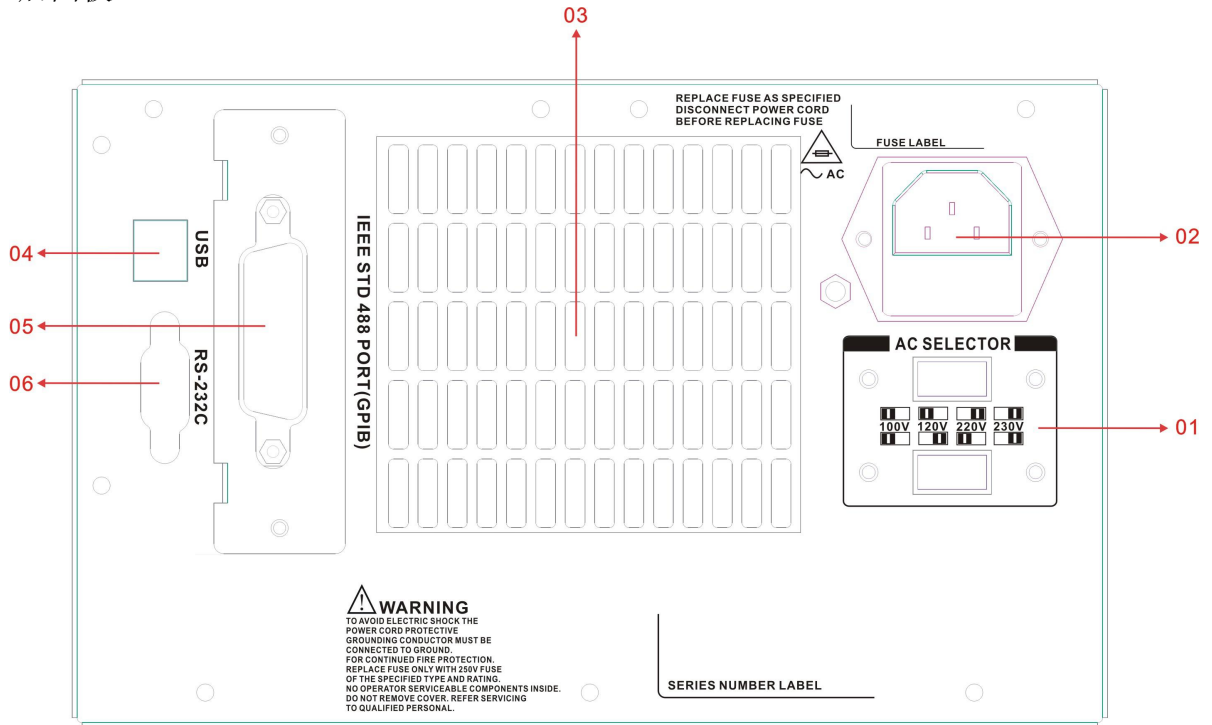 03
REPLACE FUSE AS SPECIFIED
DISCONNECT POWER CORD
BEFORE REPLACING FUSE
FUSE LABEL
AC
02
04
USB
IEEE STD 488 PORT(GPIB)
05
RS-232C
06
AC SELECTOR
100V 120V 220V 230V
01
WARNING
TO AVOID ELECTRIC SHOCK THE
POWER CORD PROTECTIVE
GROUNDING CONDUCTOR MUST BE
CONNECTED TO GROUND.
FOR CONTINUED FIRE PROTECTION.
REPLACE FUSE ONLY WITH 250V FUSE
OF THE SPECIFIED TYPE AND RATING.
NO OPERATOR SERVICEABLE COMPONENTS INSIDE.
DO NOT REMOVE COVER. REFER SERVICING
TO QUALIFIED PERSONAL.
SERIES NUMBER LABEL